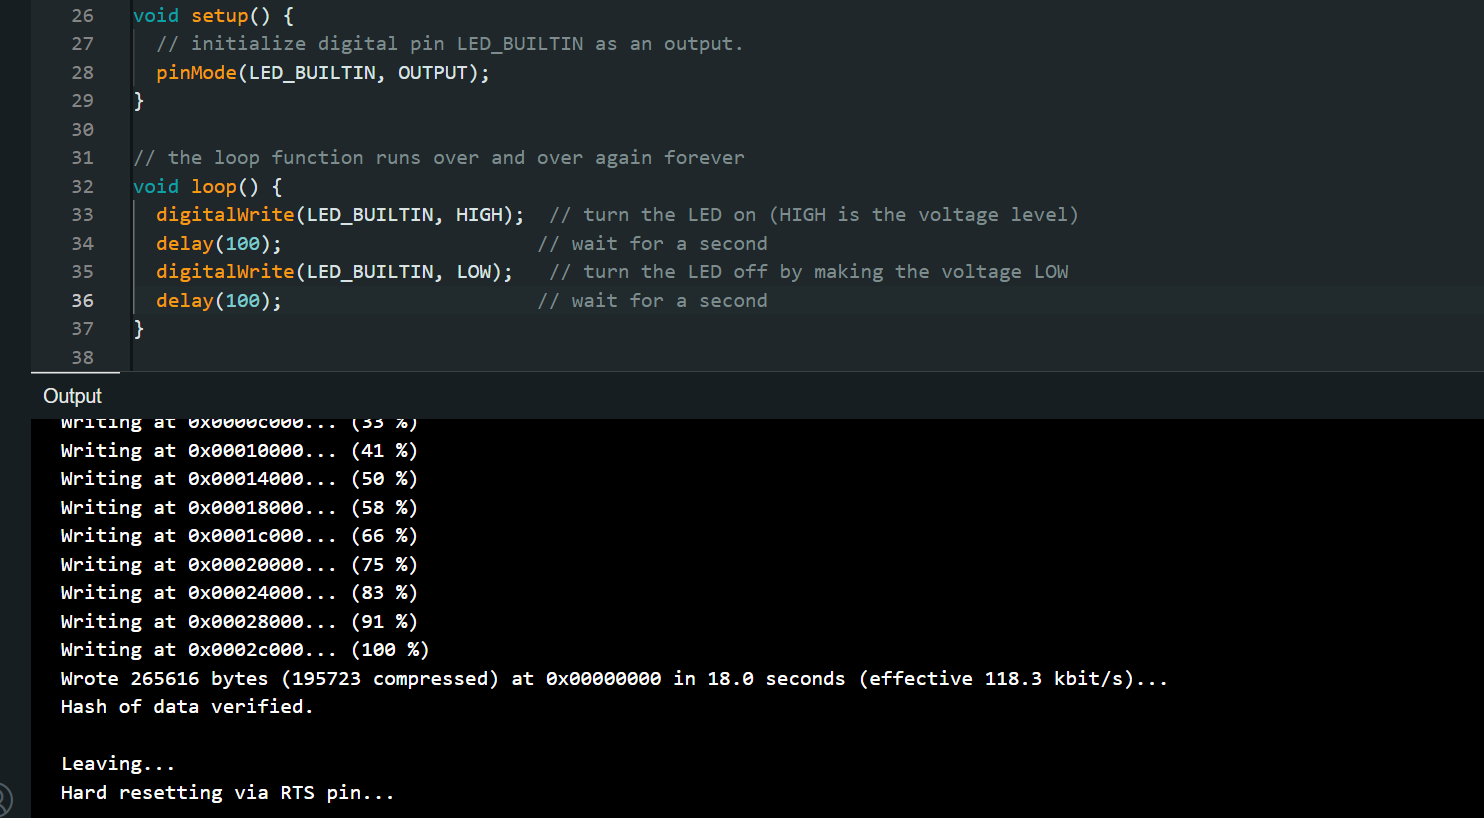 26 void setup() {
27   // initialize digital pin LED_BUILTIN as an output.
28   pinMode(LED_BUILTIN, OUTPUT);
29 }
30
31 // the loop function runs over and over again forever
32 void loop() {
33   digitalWrite(LED_BUILTIN, HIGH);  // turn the LED on (HIGH is the voltage level)
34   delay(100);                      // wait for a second
35   digitalWrite(LED_BUILTIN, LOW);   // turn the LED off by making the voltage LOW
36   delay(100);                      // wait for a second
37 }
38
Output
Writing at 0x0000c000... (33 %)
Writing at 0x00010000... (41 %)
Writing at 0x00014000... (50 %)
Writing at 0x00018000... (58 %)
Writing at 0x0001c000... (66 %)
Writing at 0x00020000... (75 %)
Writing at 0x00024000... (83 %)
Writing at 0x00028000... (91 %)
Writing at 0x0002c000... (100 %)
Wrote 265616 bytes (195723 compressed) at 0x00000000 in 18.0 seconds (effective 118.3 kbit/s)...
Hash of data verified.

Leaving...
Hard resetting via RTS pin...